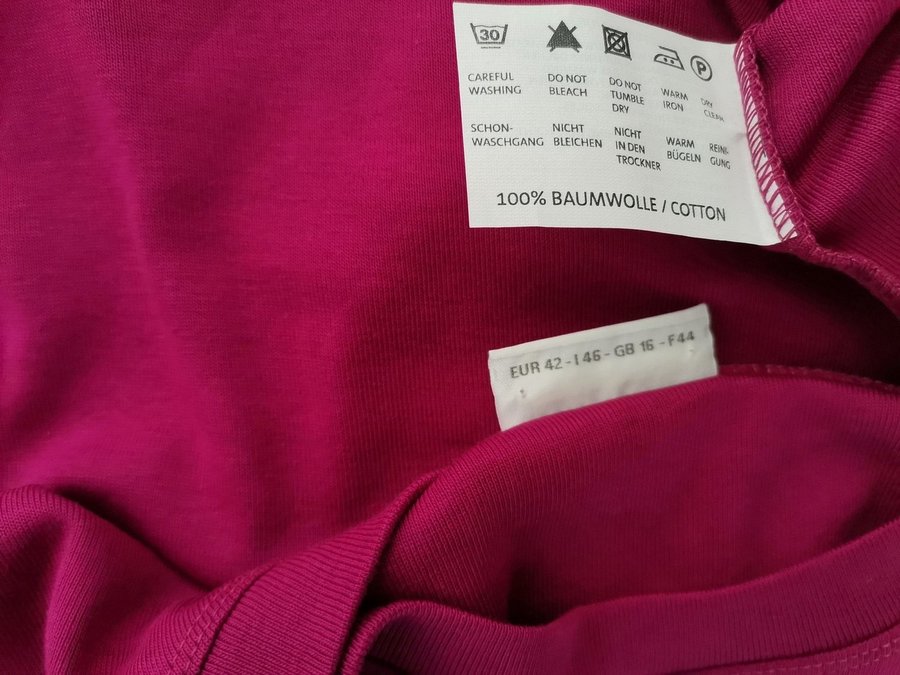 30
P
CAREFUL WASHING
DO NOT BLEACH
DO NOT TUMBLE DRY
WARM IRON
DRY CLEAN
SCHON-
WASCHGANG
NICHT
BLEICHEN
NICHT
IN DEN
TROCKNER
WARM
BÜGELN
REINI-
GUNG
100% BAUMWOLLE / COTTON
EUR 42 - I 46 - GB 16 - F44